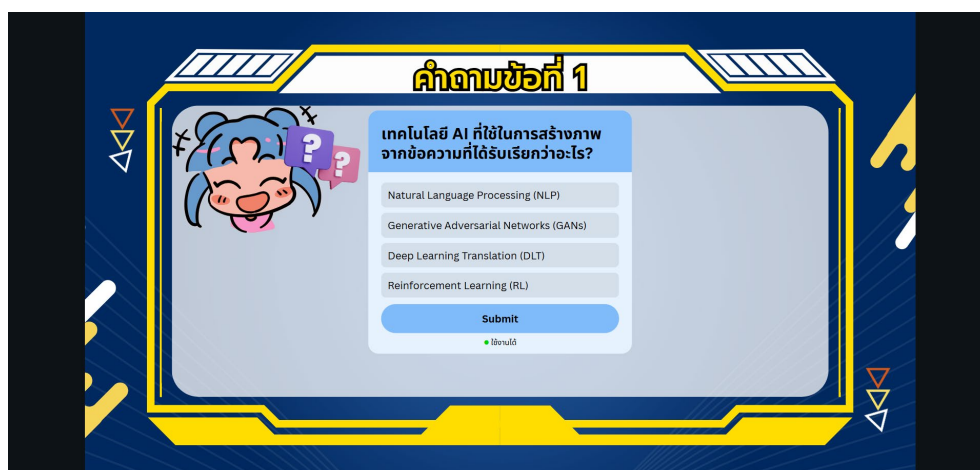 คำถามข้อที่ 1
? ?
เทคโนโลยี AI ที่ใช้ในการสร้างภาพ
จากข้อความที่ได้รับเรียกว่าอะไร?
Natural Language Processing (NLP)
Generative Adversarial Networks (GANs)
Deep Learning Translation (DLT)
Reinforcement Learning (RL)
Submit
ใช้งานได้